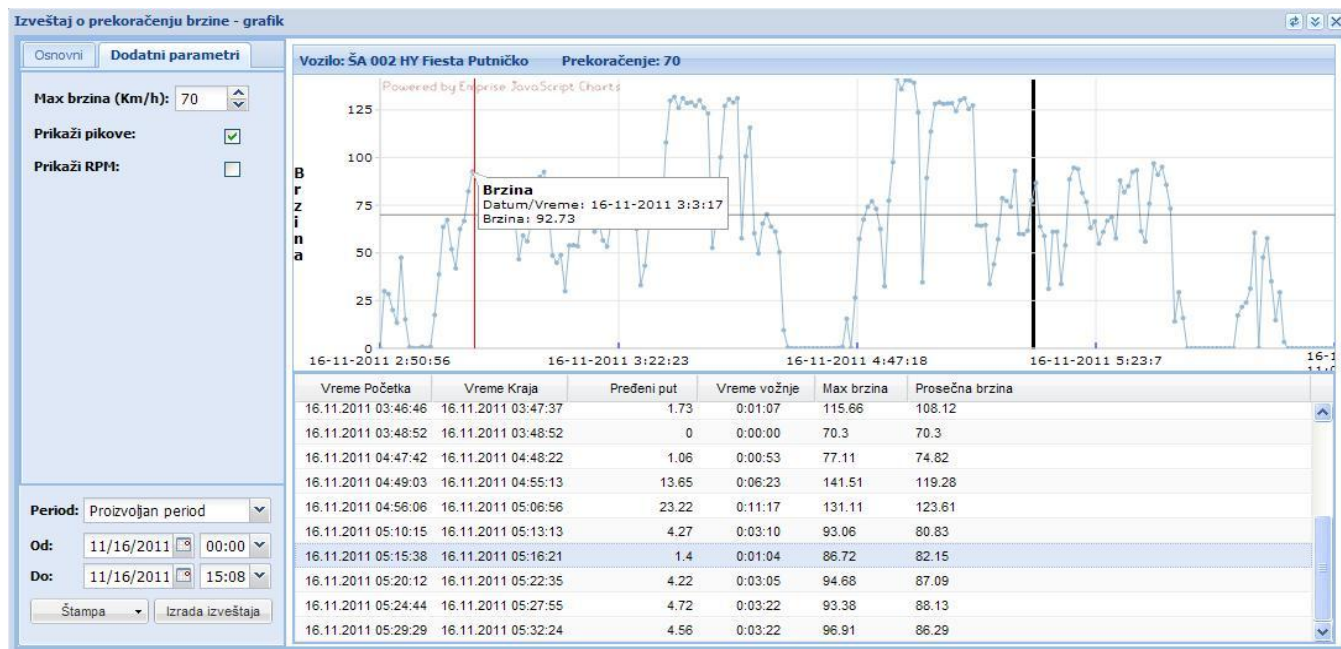 Izveštaj o prekoračenju brzine - grafik
Osnovni Dodatni parametri
Max brzina (Km/h): 70
Prikaži pikove:
Prikaži RPM:
Period: Proizvoljan period
Od: 11/16/2011 00:00
Do: 11/16/2011 15:08
Štampa Izrada izveštaja
Vozilo: ŠA 002 HY Fiesta Putničko Prekoračenje: 70
Powered by Emprise JavaScript Charts
Brzina
125
100
75
50
25
0
Brzina
Datum/Vreme: 16-11-2011 3:3:17
Brzina: 92.73
16-11-2011 2:50:56 16-11-2011 3:22:23 16-11-2011 4:47:18 16-11-2011 5:23:7
Vreme Početka Vreme Kraja Pređeni put Vreme vožnje Max brzina Prosečna brzina
16.11.2011 03:46:46 16.11.2011 03:47:37 1.73 0:01:07 115.66 108.12
16.11.2011 03:48:52 16.11.2011 03:48:52 0 0:00:00 70.3 70.3
16.11.2011 04:47:42 16.11.2011 04:48:22 1.06 0:00:53 77.11 74.82
16.11.2011 04:49:03 16.11.2011 04:55:13 13.65 0:06:23 141.51 119.28
16.11.2011 04:56:06 16.11.2011 05:06:56 23.22 0:11:17 131.11 123.61
16.11.2011 05:10:15 16.11.2011 05:13:13 4.27 0:03:10 93.06 80.83
16.11.2011 05:15:38 16.11.2011 05:16:21 1.4 0:01:04 86.72 82.15
16.11.2011 05:20:12 16.11.2011 05:22:35 4.22 0:03:05 94.68 87.09
16.11.2011 05:24:44 16.11.2011 05:27:55 4.72 0:03:22 93.38 88.13
16.11.2011 05:29:29 16.11.2011 05:32:24 4.56 0:03:22 96.91 86.29